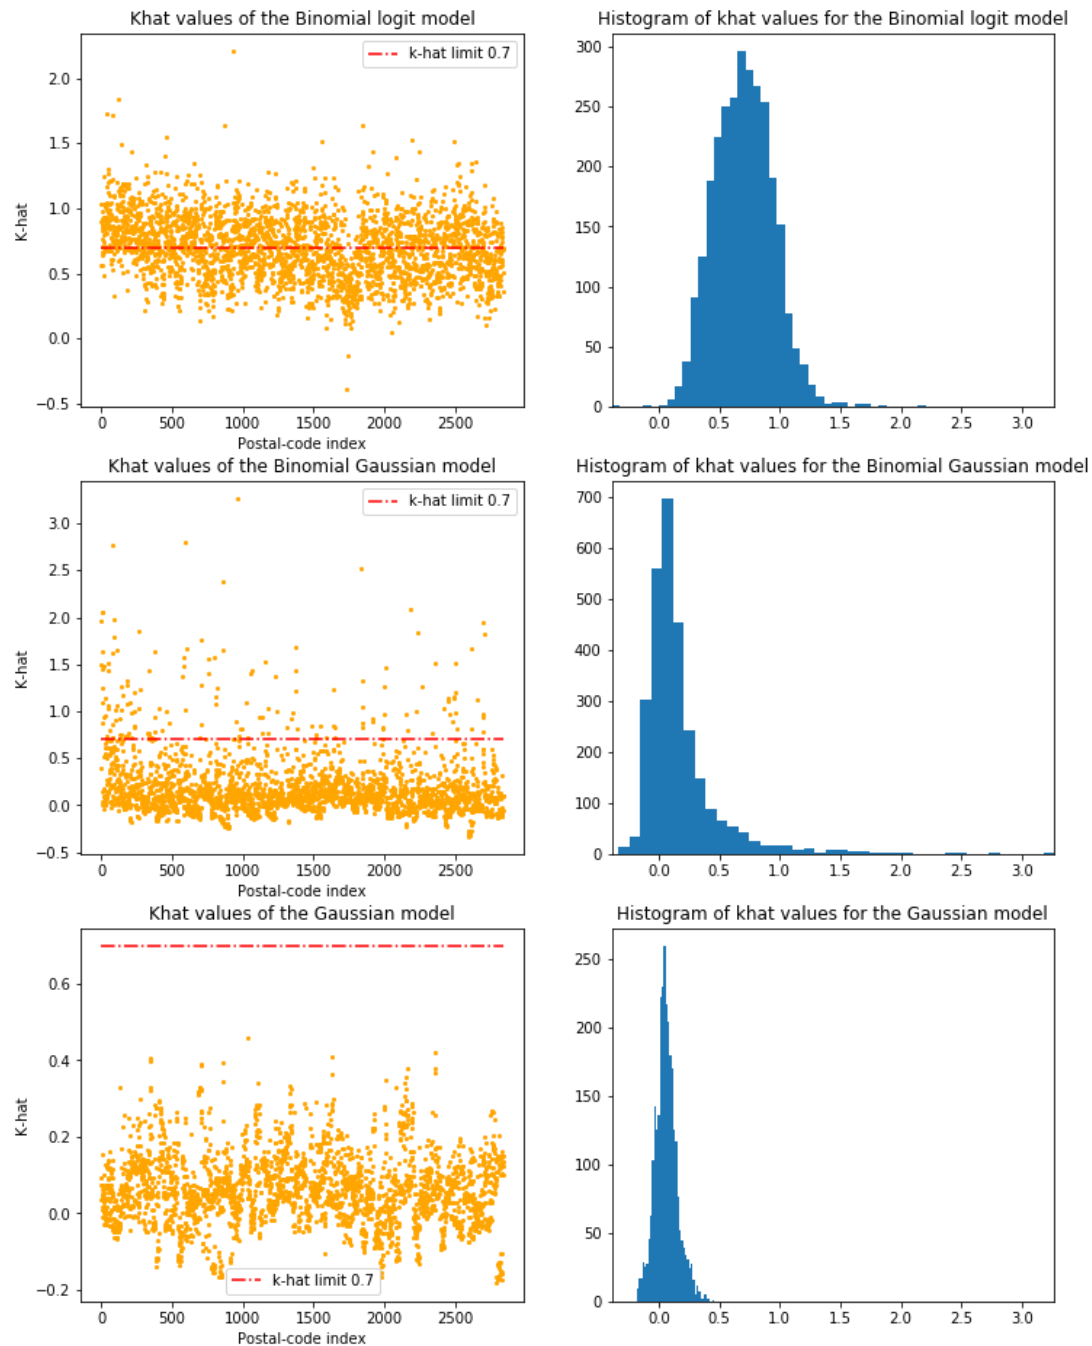 Khat values of the Binomial logit model
k-hat limit 0.7
2.0
1.5
1.0
0.5
0.0
−0.5
K-hat
0 500 1000 1500 2000 2500
Postal-code index
Histogram of khat values for the Binomial logit model
300
250
200
150
100
50
0
0.0 0.5 1.0 1.5 2.0 2.5 3.0
Khat values of the Binomial Gaussian model
k-hat limit 0.7
3.0
2.5
2.0
1.5
1.0
0.5
0.0
−0.5
K-hat
0 500 1000 1500 2000 2500
Postal-code index
Histogram of khat values for the Binomial Gaussian model
700
600
500
400
300
200
100
0
0.0 0.5 1.0 1.5 2.0 2.5 3.0
Khat values of the Gaussian model
0.6
0.4
0.2
0.0
−0.2
K-hat
k-hat limit 0.7
0 500 1000 1500 2000 2500
Postal-code index
Histogram of khat values for the Gaussian model
250
200
150
100
50
0
0.0 0.5 1.0 1.5 2.0 2.5 3.0